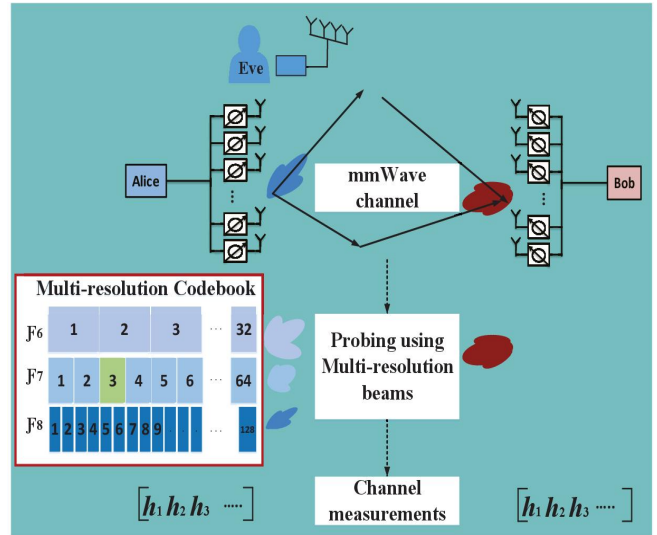 Eve
Alice
mmWave
channel
Bob
Multi-resolution Codebook
F6 1 2 3 ... 32
F7 1 2 3 4 5 6 ... 64
F8 1 2 3 4 5 6 7 8 9 . . . ... 128
Probing using
Multi-resolution
beams
Channel
measurements
[h1 h2 h3 .....]
[h1 h2 h3 .....]